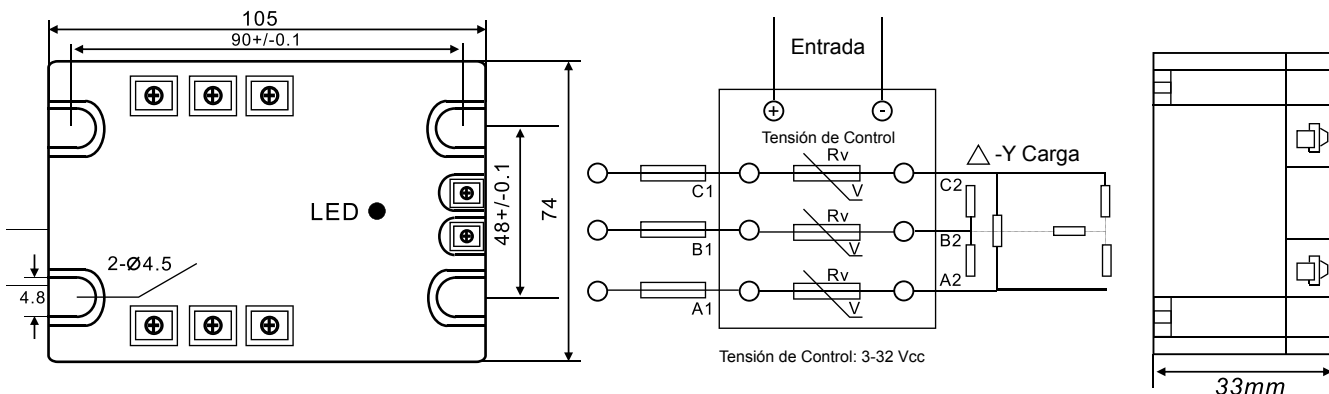 105
90+/-0.1
LED
48+/-0.1
74
2-Ø4.5
4.8
Entrada
+
-
Tensión de Control
Rv
V
C1
C2
△ -Y Carga
Rv
V
B1
B2
Rv
V
A1
A2
Tensión de Control: 3-32 Vcc
33mm